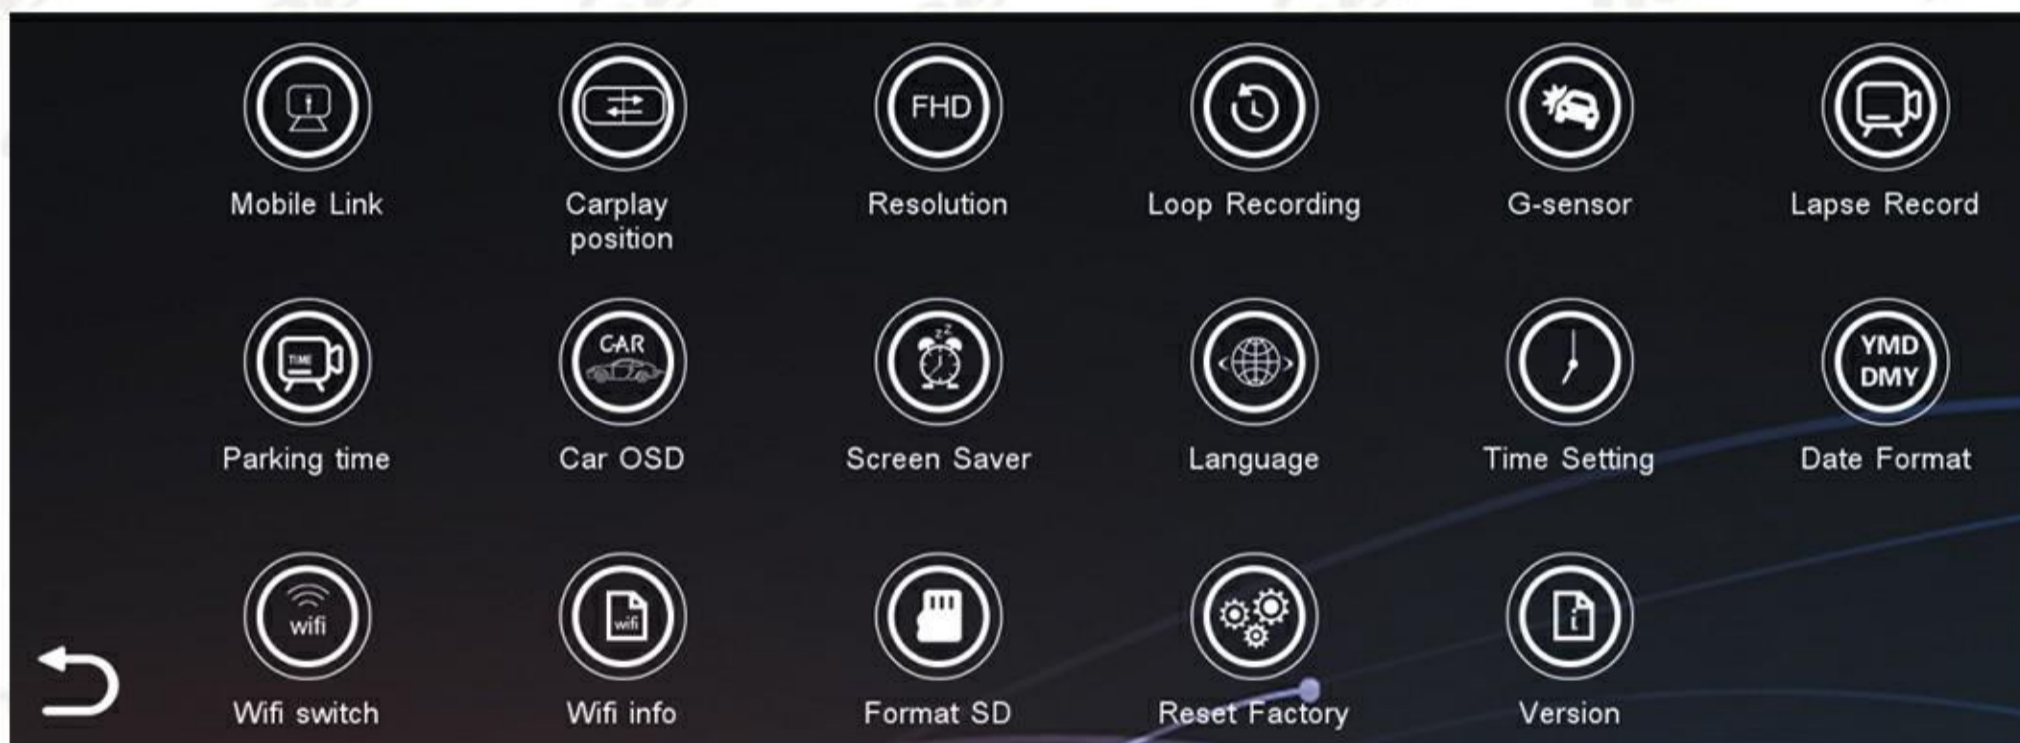 FHD
Mobile Link
Carplay
position
Resolution
Loop Recording
G-sensor
Lapse Record
TIME
CAR
YMD
DMY
Parking time
Car OSD
Screen Saver
Language
Time Setting
Date Format
wifi
wifi
Wifi switch
Wifi info
Format SD
Reset Factory
Version